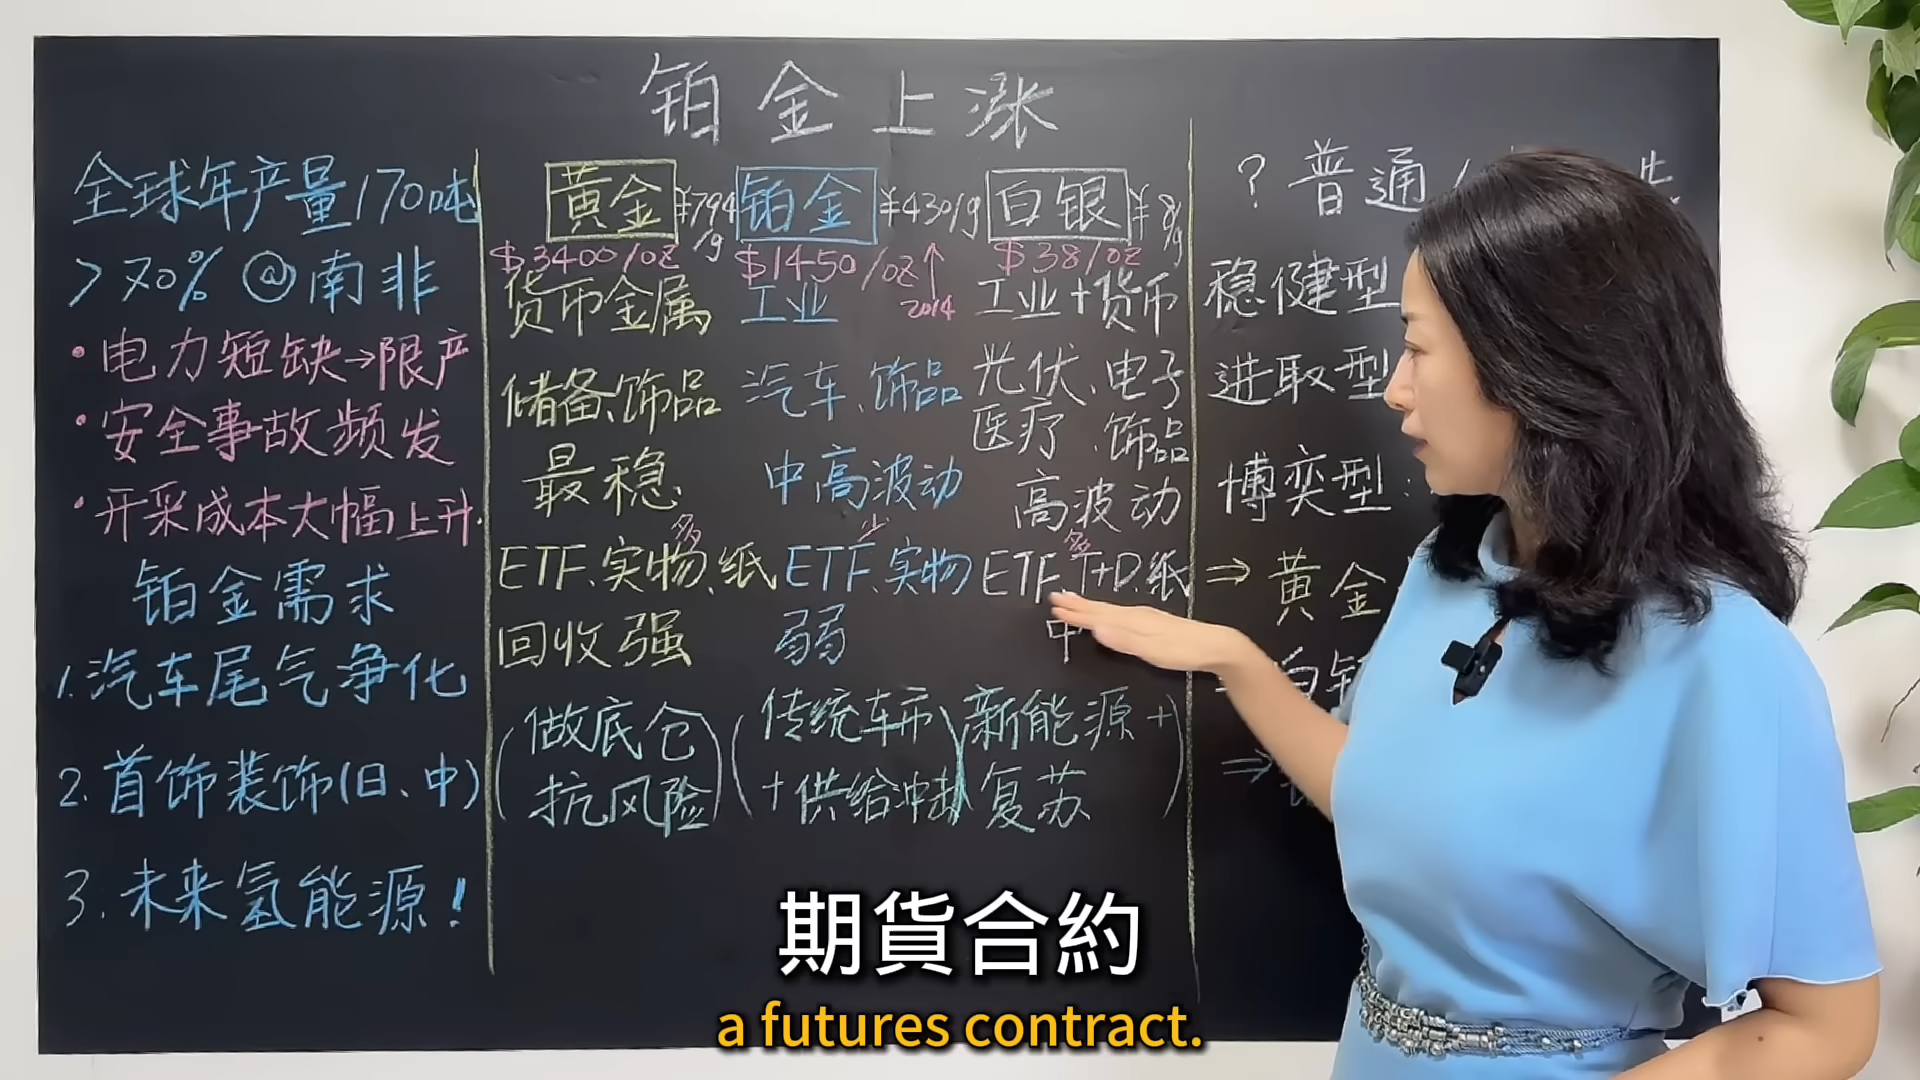 铂金上涨
全球年产量170吨
>70% @南非
·电力短缺→限产
·安全事故频发
·开采成本大幅上升.
铂金需求
1.汽车尾气净化
2.首饰装饰(日、中)
3.未来氢能源!
黄金 ¥794/g
$3400/oz
货币金属
储备、饰品
最稳
多
ETF、实物、纸
回收强
(做底仓
抗风险)
铂金 ¥430/g
$1450/oz↑
2014
工业
汽车、饰品
中高波动
少
ETF、实物
弱
(传统车市
+供给冲击)
白银 ¥8/g
$38/oz
工业+货币
光伏、电子
医疗、饰品
高波动
多
ETF、T+D、纸
中
(新能源+
复苏)
?普通
稳健型
进取型
博奕型:
⇒黄金
白银
⇒
期貨合約
a futures contract.